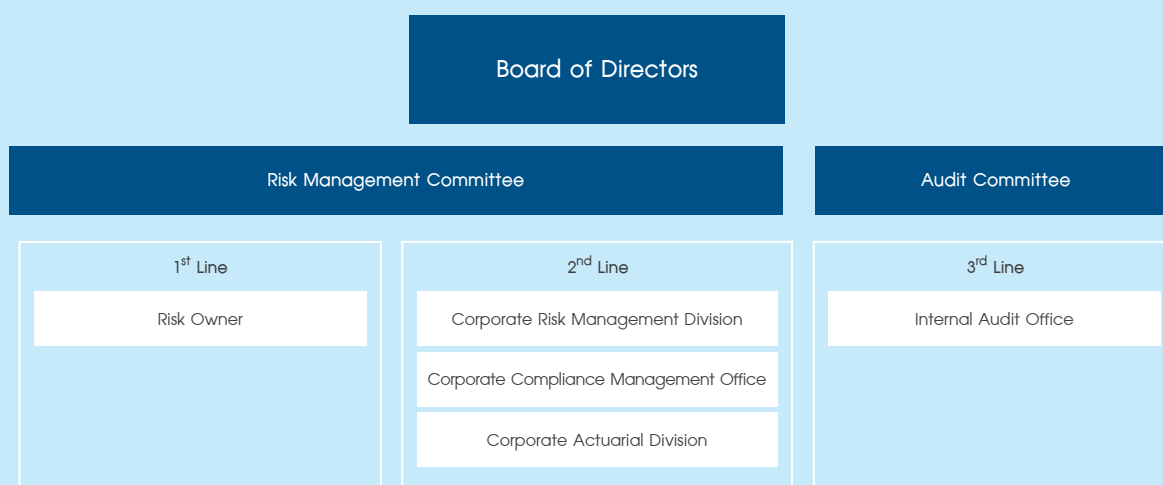 Board of Directors
Risk Management Committee
Audit Committee
1st Line
Risk Owner
2nd Line
Corporate Risk Management Division
Corporate Compliance Management Office
Corporate Actuarial Division
3rd Line
Internal Audit Office